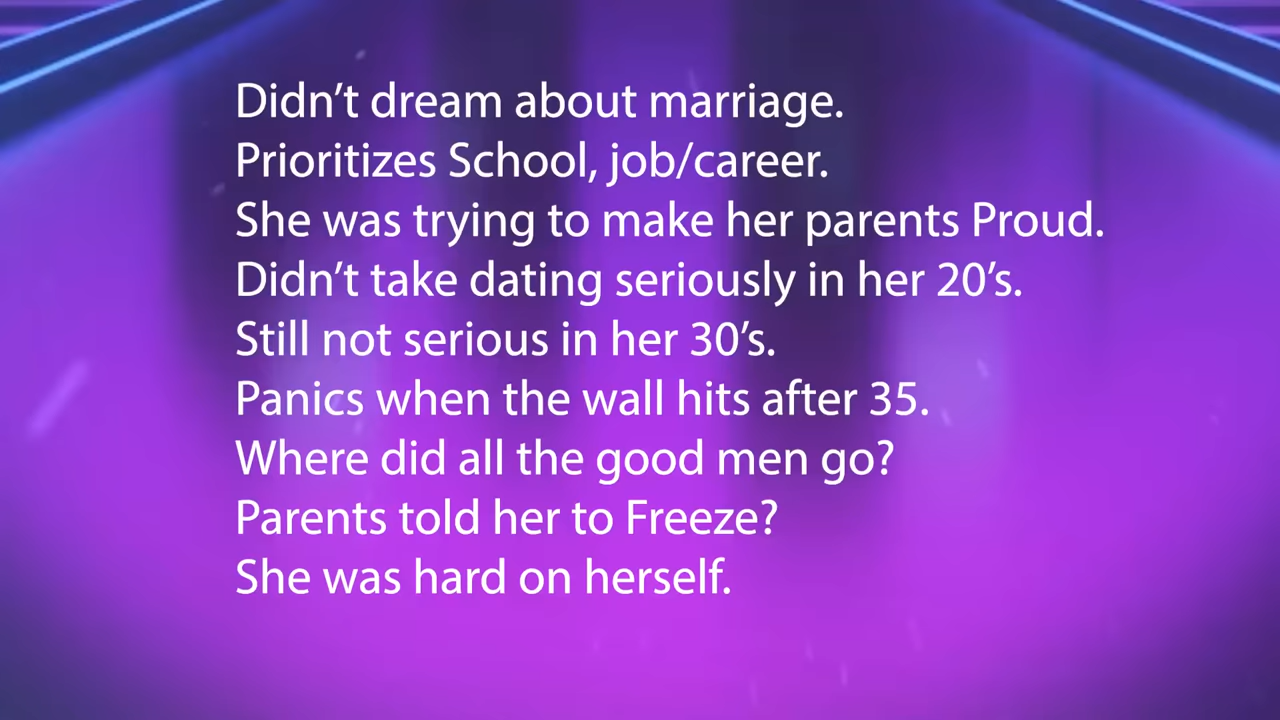 Didn’t dream about marriage.
Prioritizes School, job/career.
She was trying to make her parents Proud.
Didn’t take dating seriously in her 20’s.
Still not serious in her 30’s.
Panics when the wall hits after 35.
Where did all the good men go?
Parents told her to Freeze?
She was hard on herself.